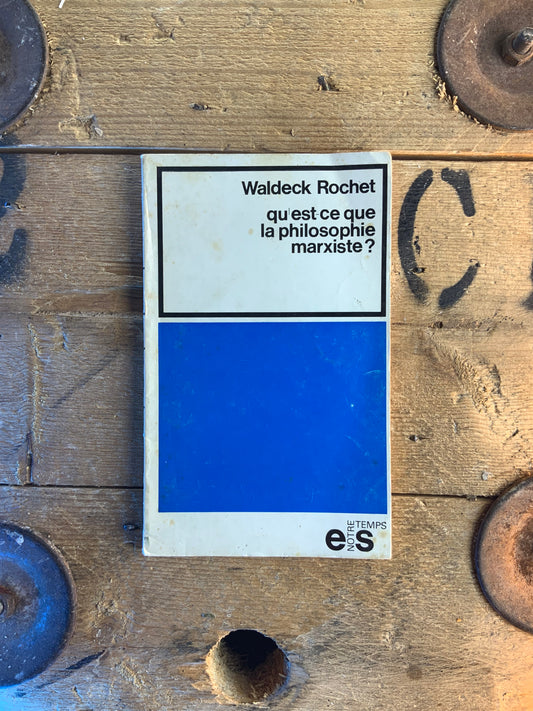 Waldeck Rochet
qu'est ce que
la philosophie
marxiste?
C
es
NOTRE
TEMPS